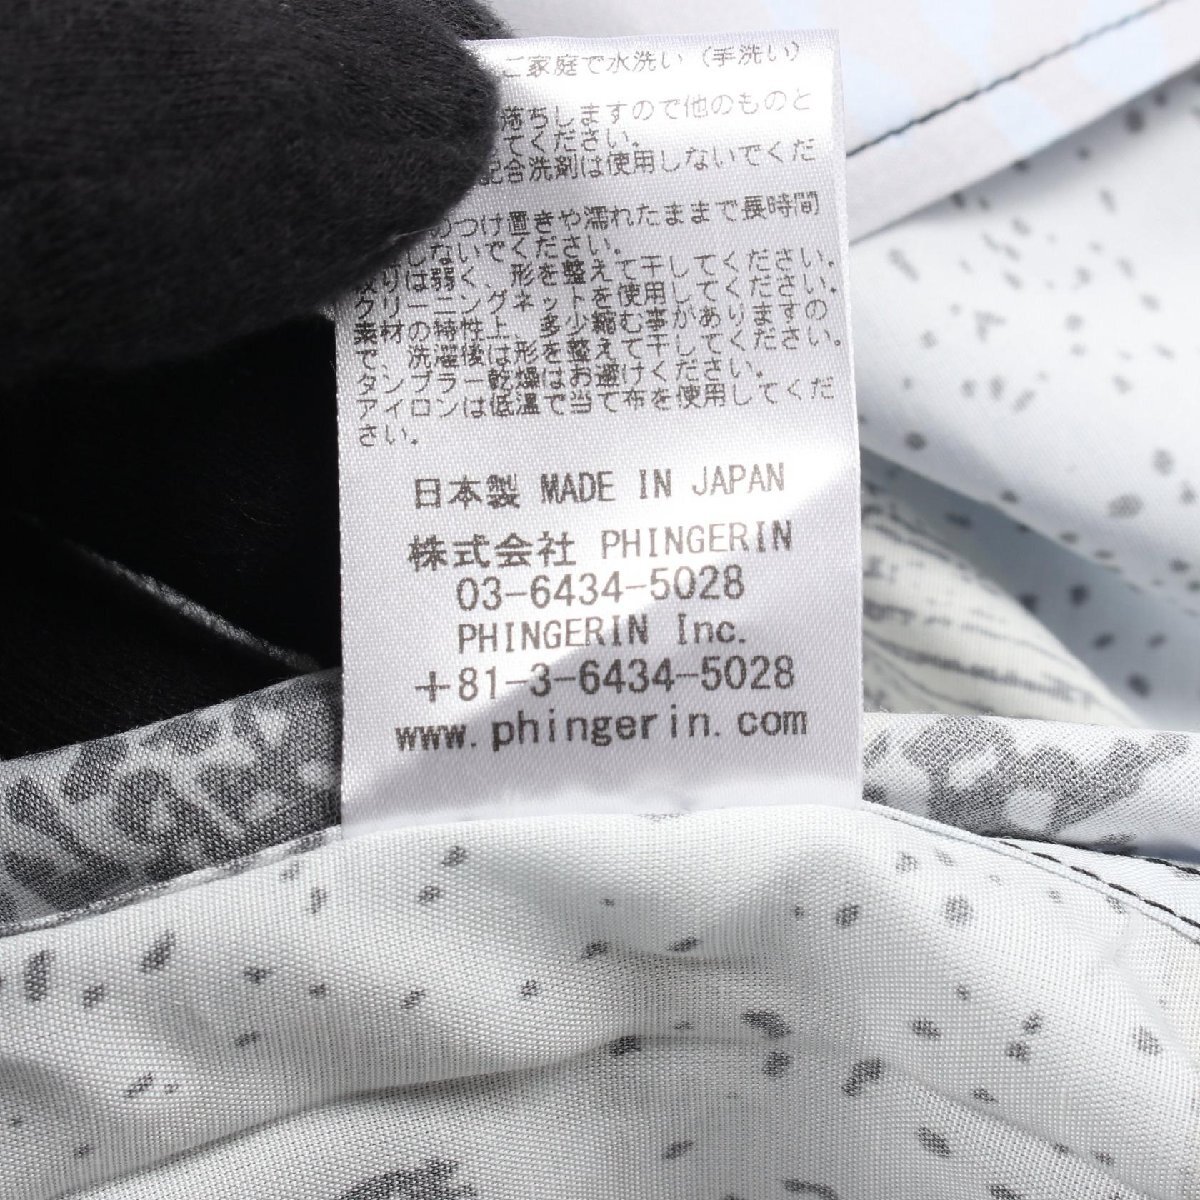 ご家庭で水洗い（手洗い）
落ちしますので他のものと
てください。
配合洗剤は使用しないでくだ
のつけ置きや濡れたままで長時間
しないでください。
りは弱く、形を整えて干してください。
クリーニングネットを使用してください。
素材の特性上、多少縮む事がありますの
で、洗濯後は形を整えて干してください。
タンブラー乾燥はお避けください。
アイロンは低温で当て布を使用してくだ
さい。
日本製 MADE IN JAPAN
株式会社 PHINGERIN
03-6434-5028
PHINGERIN Inc.
+81-3-6434-5028
www.phingerin.com